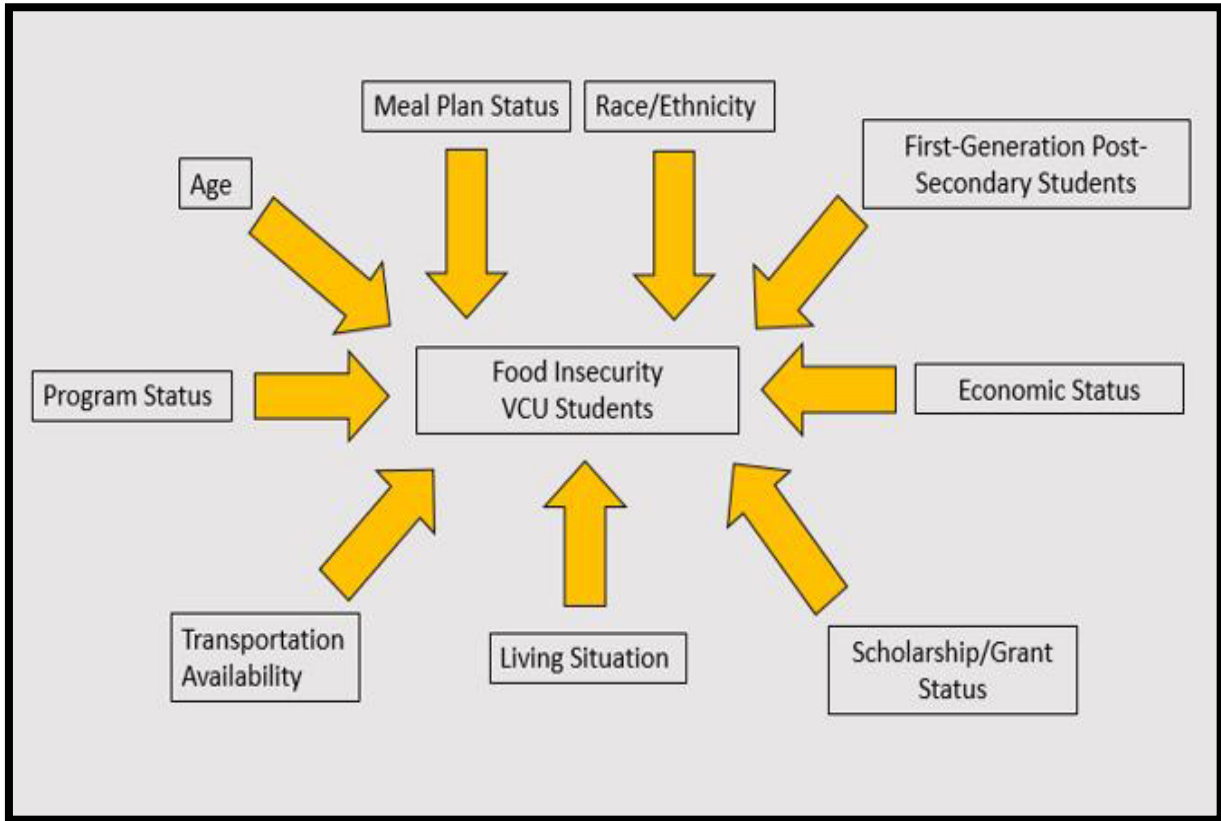 Meal Plan Status
Race/Ethnicity
First-Generation Post-
Secondary Students
Age
Food Insecurity
VCU Students
Program Status
Economic Status
Transportation
Availability
Living Situation
Scholarship/Grant
Status